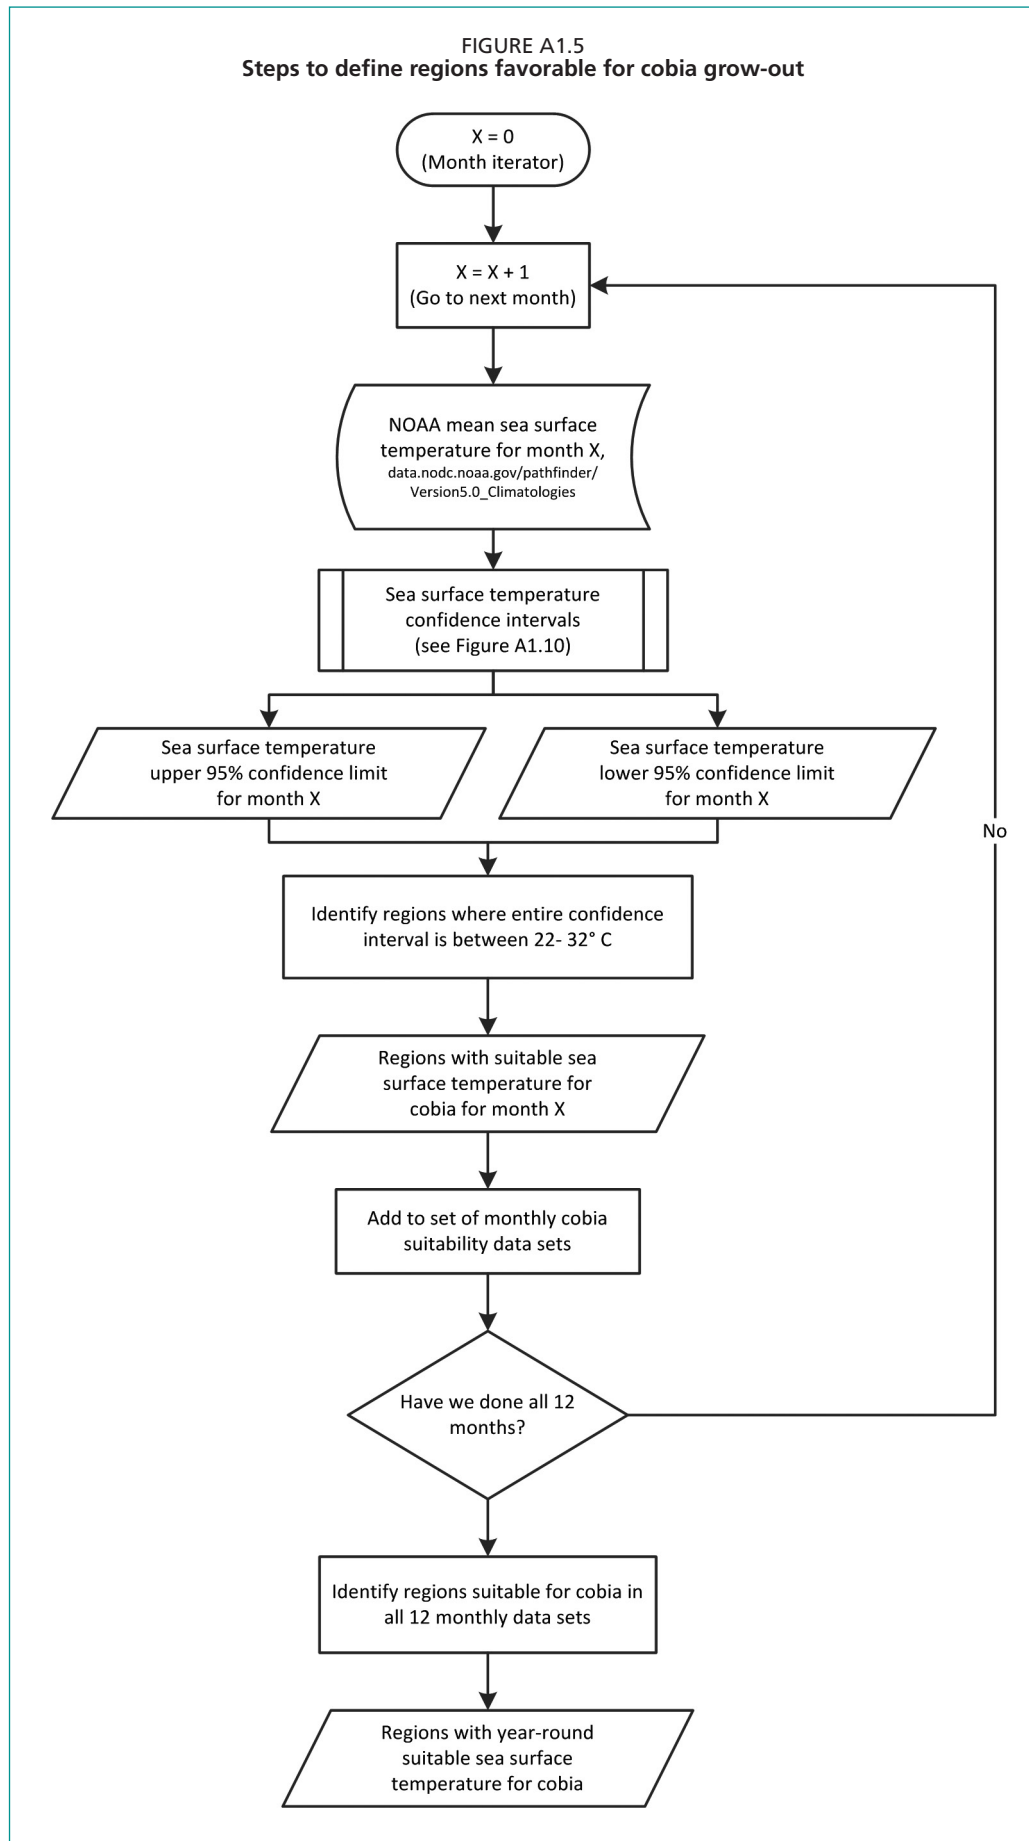 FIGURE A1.5
Steps to define regions favorable for cobia grow-out
X = 0
(Month iterator)
X = X + 1
(Go to next month)
NOAA mean sea surface
temperature for month X,
data.nodc.noaa.gov/pathfinder/
Version5.0_Climatologies
Sea surface temperature
confidence intervals
(see Figure A1.10)
Sea surface temperature
upper 95% confidence limit
for month X
Sea surface temperature
lower 95% confidence limit
for month X
No
Identify regions where entire confidence
interval is between 22- 32° C
Regions with suitable sea
surface temperature for
cobia for month X
Add to set of monthly cobia
suitability data sets
Have we done all 12
months?
Identify regions suitable for cobia in
all 12 monthly data sets
Regions with year-round
suitable sea surface
temperature for cobia